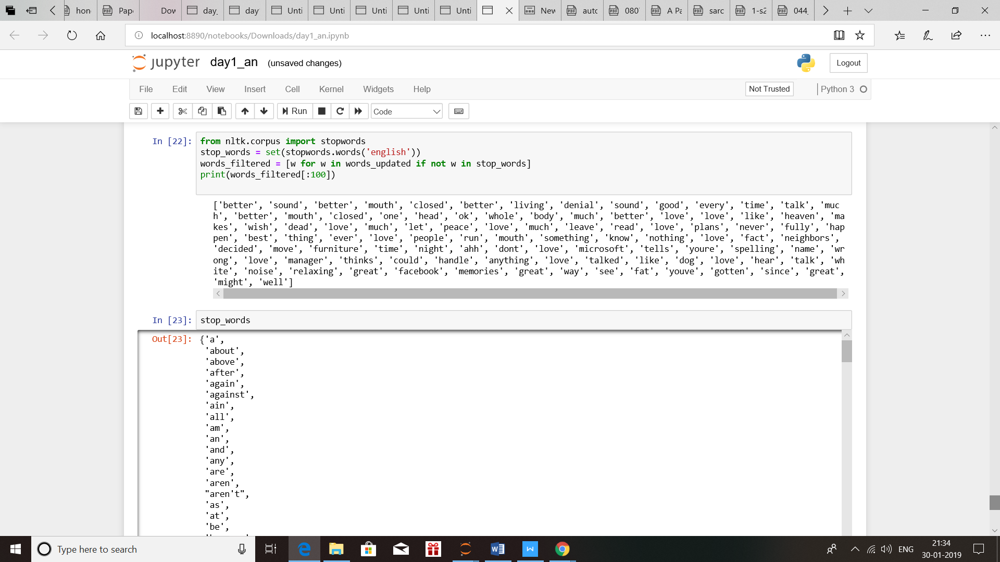 hon
Pap
Dow
day_
day
Unti
Unti
Unti
Unti
Unti
New
auto
080
A Pa
sarc
1-s2
044_
localhost:8890/notebooks/Downloads/day1_an.ipynb
jupyter day1_an (unsaved changes)
Logout
File Edit View Insert Cell Kernel Widgets Help
Not Trusted
Python 3
Run
Code
In [22]: from nltk.corpus import stopwords
stop_words = set(stopwords.words('english'))
words_filtered = [w for w in words_updated if not w in stop_words]
print(words_filtered[:100])
['better', 'sound', 'better', 'mouth', 'closed', 'better', 'living', 'denial', 'sound', 'good', 'every', 'time', 'talk', 'muc
h', 'better', 'mouth', 'closed', 'one', 'head', 'ok', 'whole', 'body', 'much', 'better', 'love', 'love', 'like', 'heaven', 'ma
kes', 'wish', 'dead', 'love', 'much', 'let', 'peace', 'love', 'much', 'leave', 'read', 'love', 'plans', 'never', 'fully', 'hap
pen', 'best', 'thing', 'ever', 'love', 'people', 'run', 'mouth', 'something', 'know', 'nothing', 'love', 'fact', 'neighbors',
'decided', 'move', 'furniture', 'time', 'night', 'ahh', 'dont', 'love', 'microsoft', 'tells', 'youre', 'spelling', 'name', 'wr
ong', 'love', 'manager', 'thinks', 'could', 'handle', 'anything', 'love', 'talked', 'like', 'dog', 'love', 'hear', 'talk', 'wh
ite', 'noise', 'relaxing', 'great', 'facebook', 'memories', 'great', 'way', 'see', 'fat', 'youve', 'gotten', 'since', 'great',
'might', 'well']
In [23]: stop_words
Out[23]: {'a',
'about',
'above',
'after',
'again',
'against',
'ain',
'all',
'am',
'an',
'and',
'any',
'are',
'aren',
"aren't",
'as',
'at',
'be',
Type here to search
ENG
21:34
30-01-2019